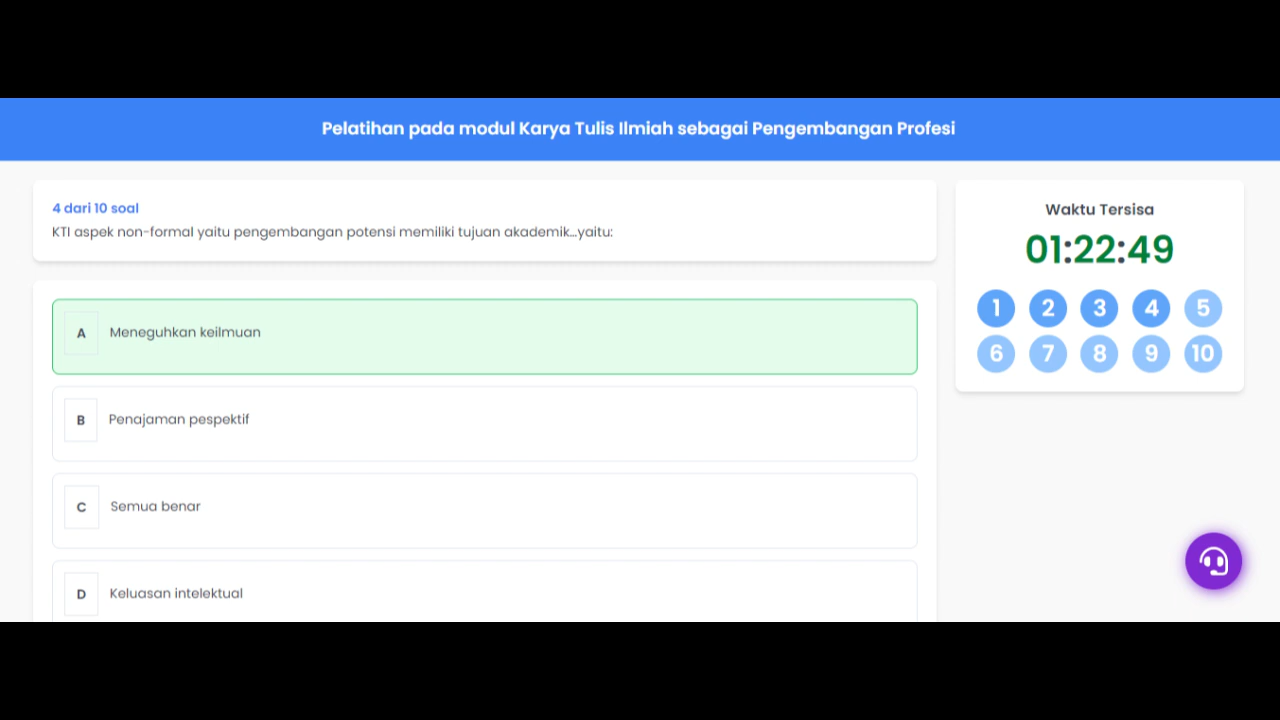 Pelatihan pada modul Karya Tulis Ilmiah sebagai Pengembangan Profesi
4 dari 10 soal
KTI aspek non-formal yaitu pengembangan potensi memiliki tujuan akademik...yaitu:
A Meneguhkan keilmuan
B Penajaman pespektif
C Semua benar
D Keluasan intelektual
Waktu Tersisa
01:22:49
1 2 3 4 5
6 7 8 9 10